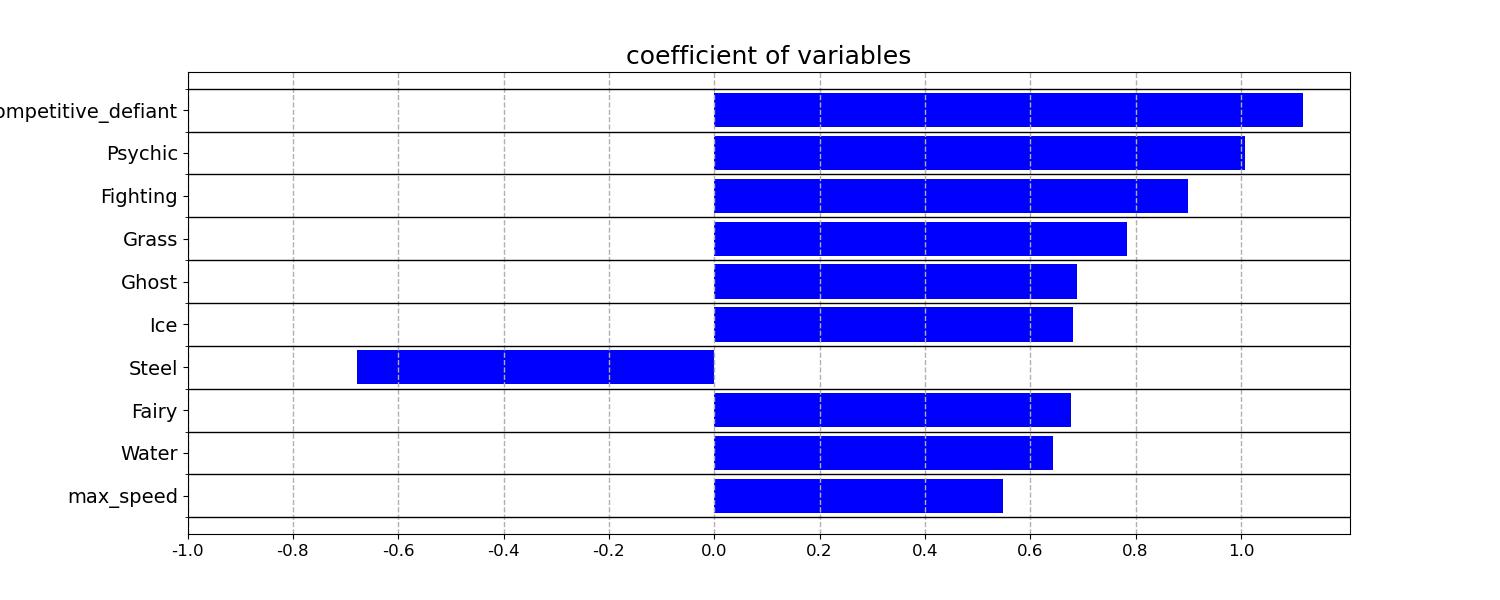 coefficient of variables
ompetitive_defiant
Psychic
Fighting
Grass
Ghost
Ice
Steel
Fairy
Water
max_speed
-1.0 -0.8 -0.6 -0.4 -0.2 0.0 0.2 0.4 0.6 0.8 1.0